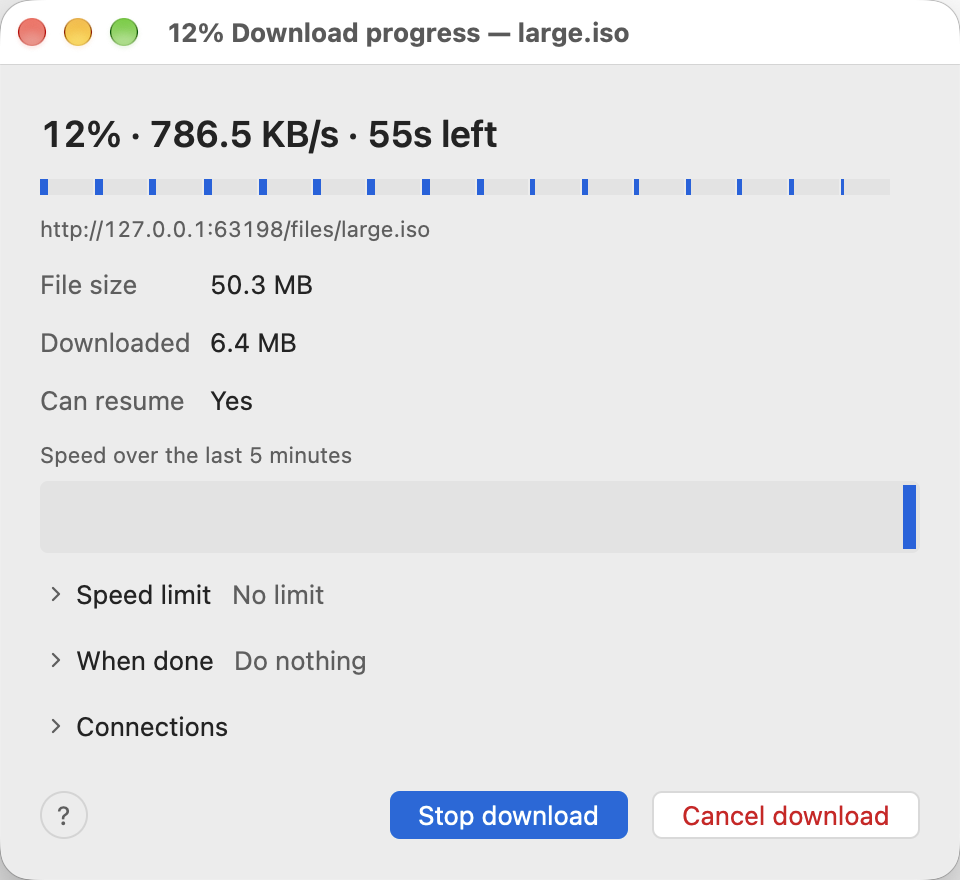 12% Download progress — large.iso
12% · 786.5 KB/s · 55s left
http://127.0.0.1:63198/files/large.iso
File size 50.3 MB
Downloaded 6.4 MB
Can resume Yes
Speed over the last 5 minutes
Speed limit No limit
When done Do nothing
Connections
? Stop download Cancel download